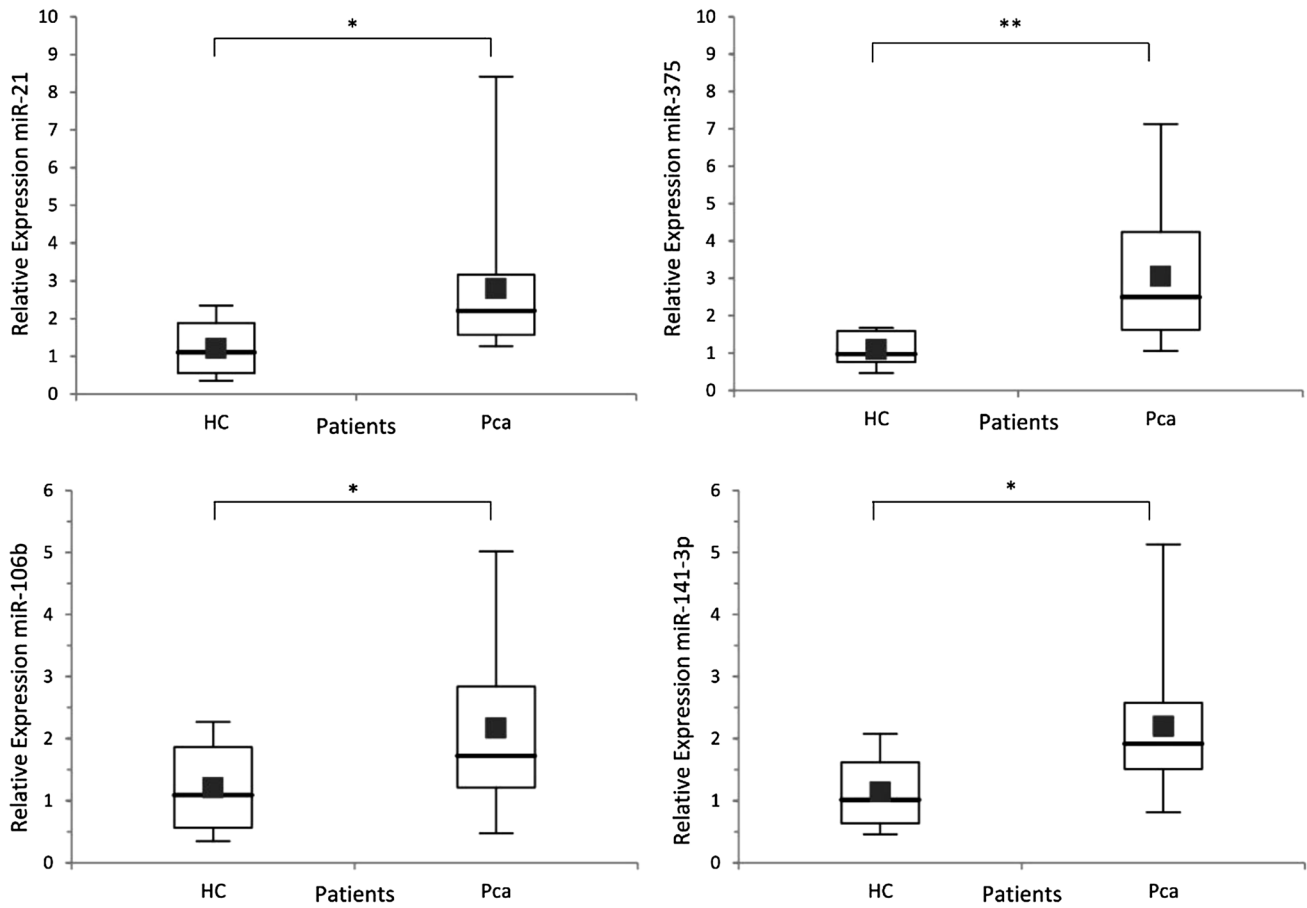 Relative Expression miR-21
10
9
8
7
6
5
4
3
2
1
0
*
HC
Patients
Pca
Relative Expression miR-375
10
9
8
7
6
5
4
3
2
1
0
**
HC
Patients
Pca
Relative Expression miR-106b
6
5
4
3
2
1
0
*
HC
Patients
Pca
Relative Expression miR-141-3p
6
5
4
3
2
1
0
*
HC
Patients
Pca